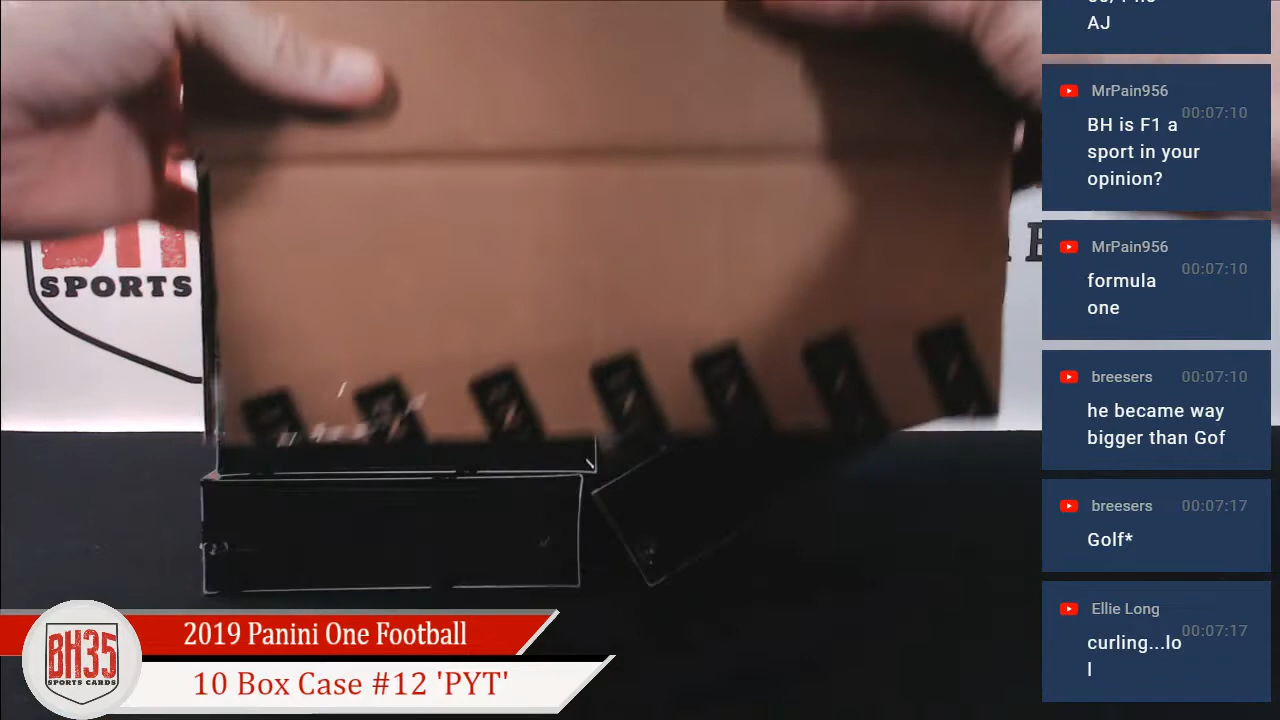 AJ
MrPain956
00:07:10
BH is F1 a
sport in your
opinion?
MrPain956
00:07:10
formula
one
breesers 00:07:10
he became way
bigger than Gof
breesers 00:07:17
Golf*
Ellie Long
00:07:17
curling...lo
l
BH
SPORTS
2019 Panini One Football
10 Box Case #12 'PYT'
BH35
SPORTS CARDS